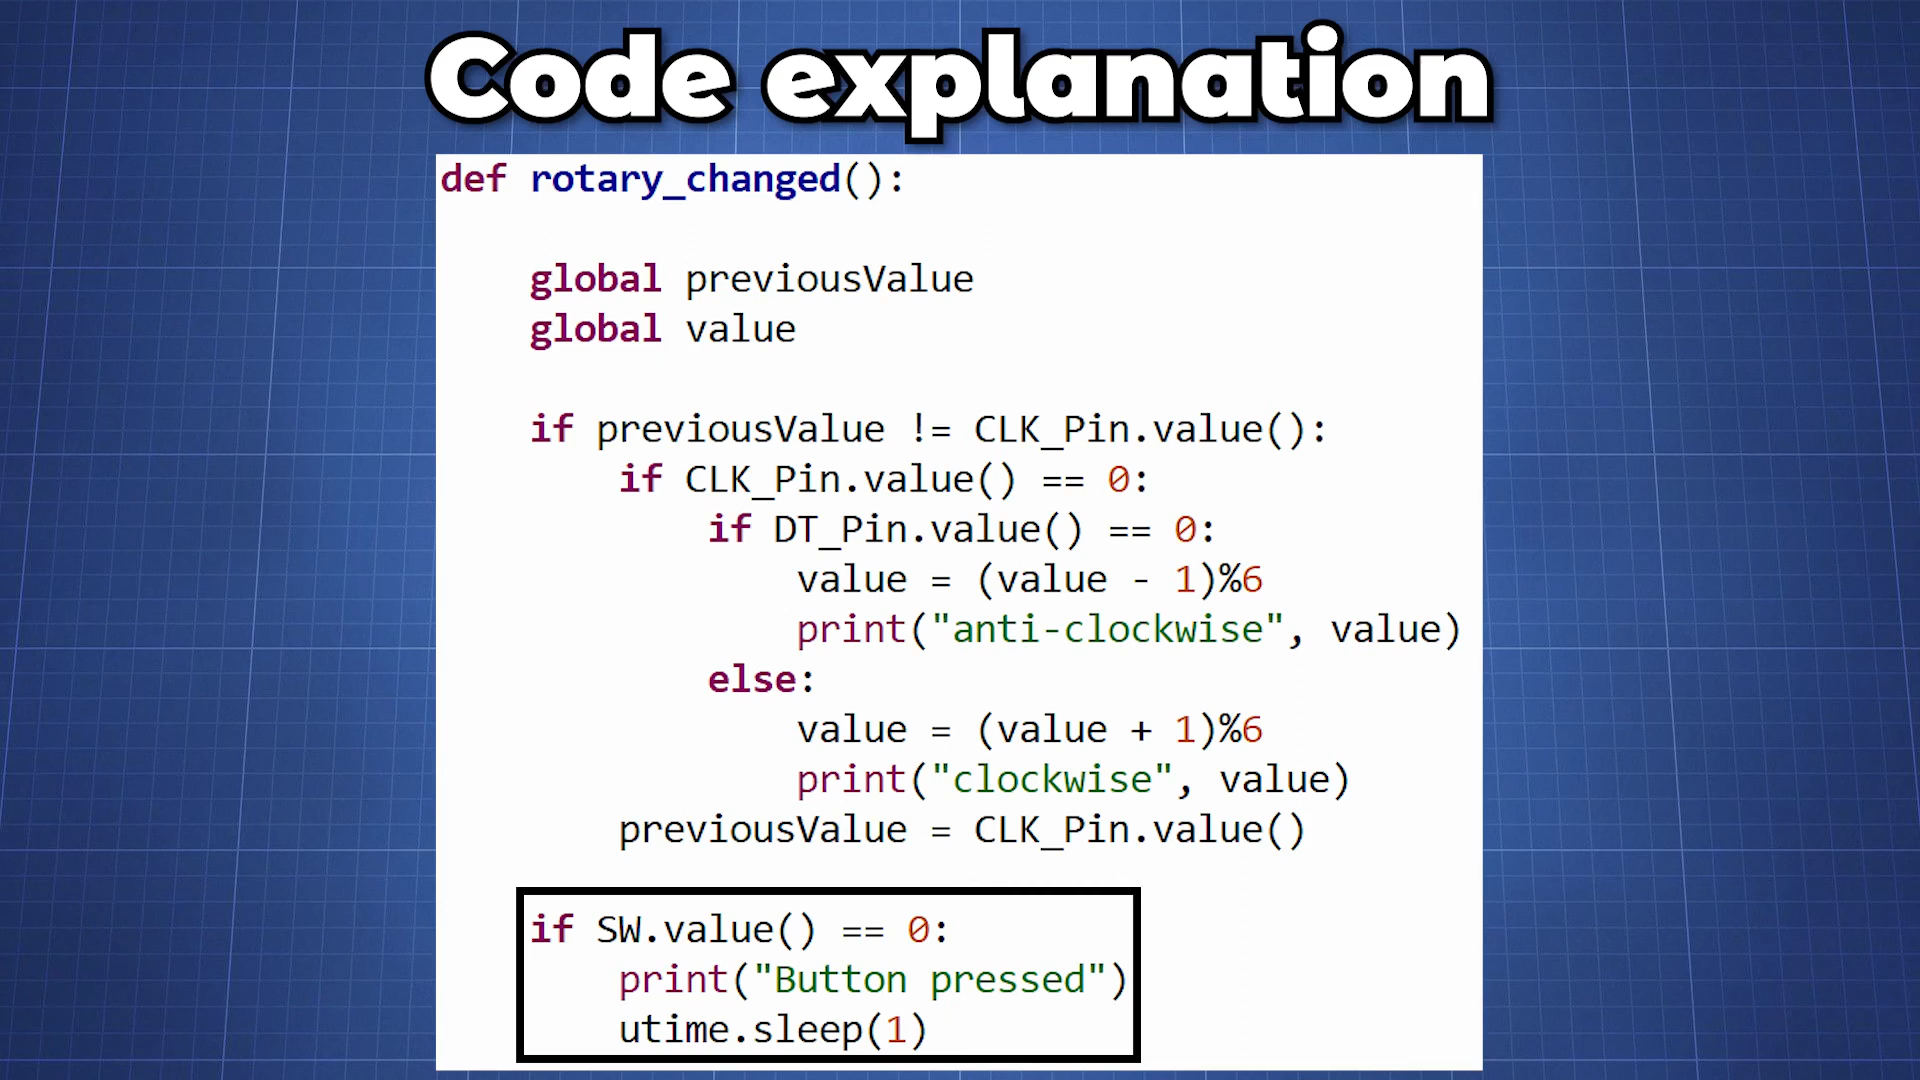 Code explanation
def rotary_changed():
global previousValue
global value
if previousValue != CLK_Pin.value():
if CLK_Pin.value() == 0:
if DT_Pin.value() == 0:
value = (value - 1)%6
print("anti-clockwise", value)
else:
value = (value + 1)%6
print("clockwise", value)
previousValue = CLK_Pin.value()
if SW.value() == 0:
print("Button pressed")
utime.sleep(1)